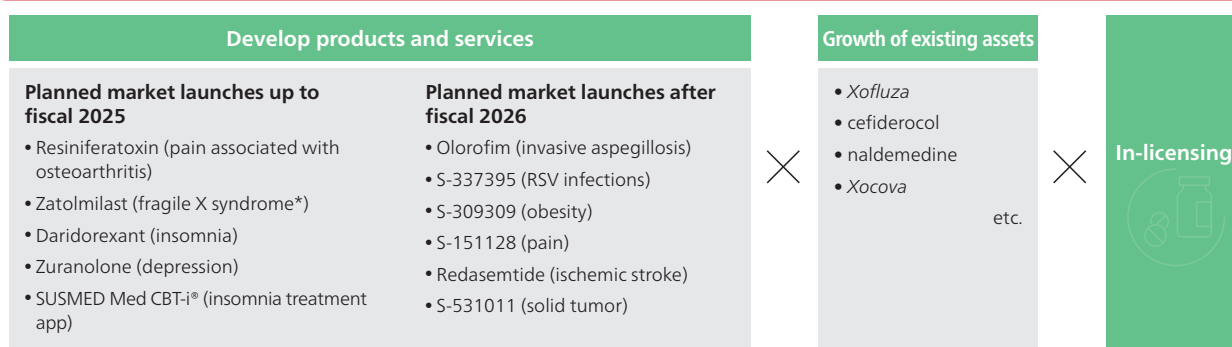 Develop products and services
Planned market launches up to
fiscal 2025
• Resiniferatoxin (pain associated with
osteoarthritis)
• Zatolmilast (fragile X syndrome*)
• Daridorexant (insomnia)
• Zuranolone (depression)
• SUSMED Med CBT-i® (insomnia treatment
app)
Planned market launches after
fiscal 2026
• Olorofim (invasive aspegillosis)
• S-337395 (RSV infections)
• S-309309 (obesity)
• S-151128 (pain)
• Redasemtide (ischemic stroke)
• S-531011 (solid tumor)
×
Growth of existing assets
• Xofluza
• cefiderocol
• naldemedine
• Xocova
etc.
×
In-licensing